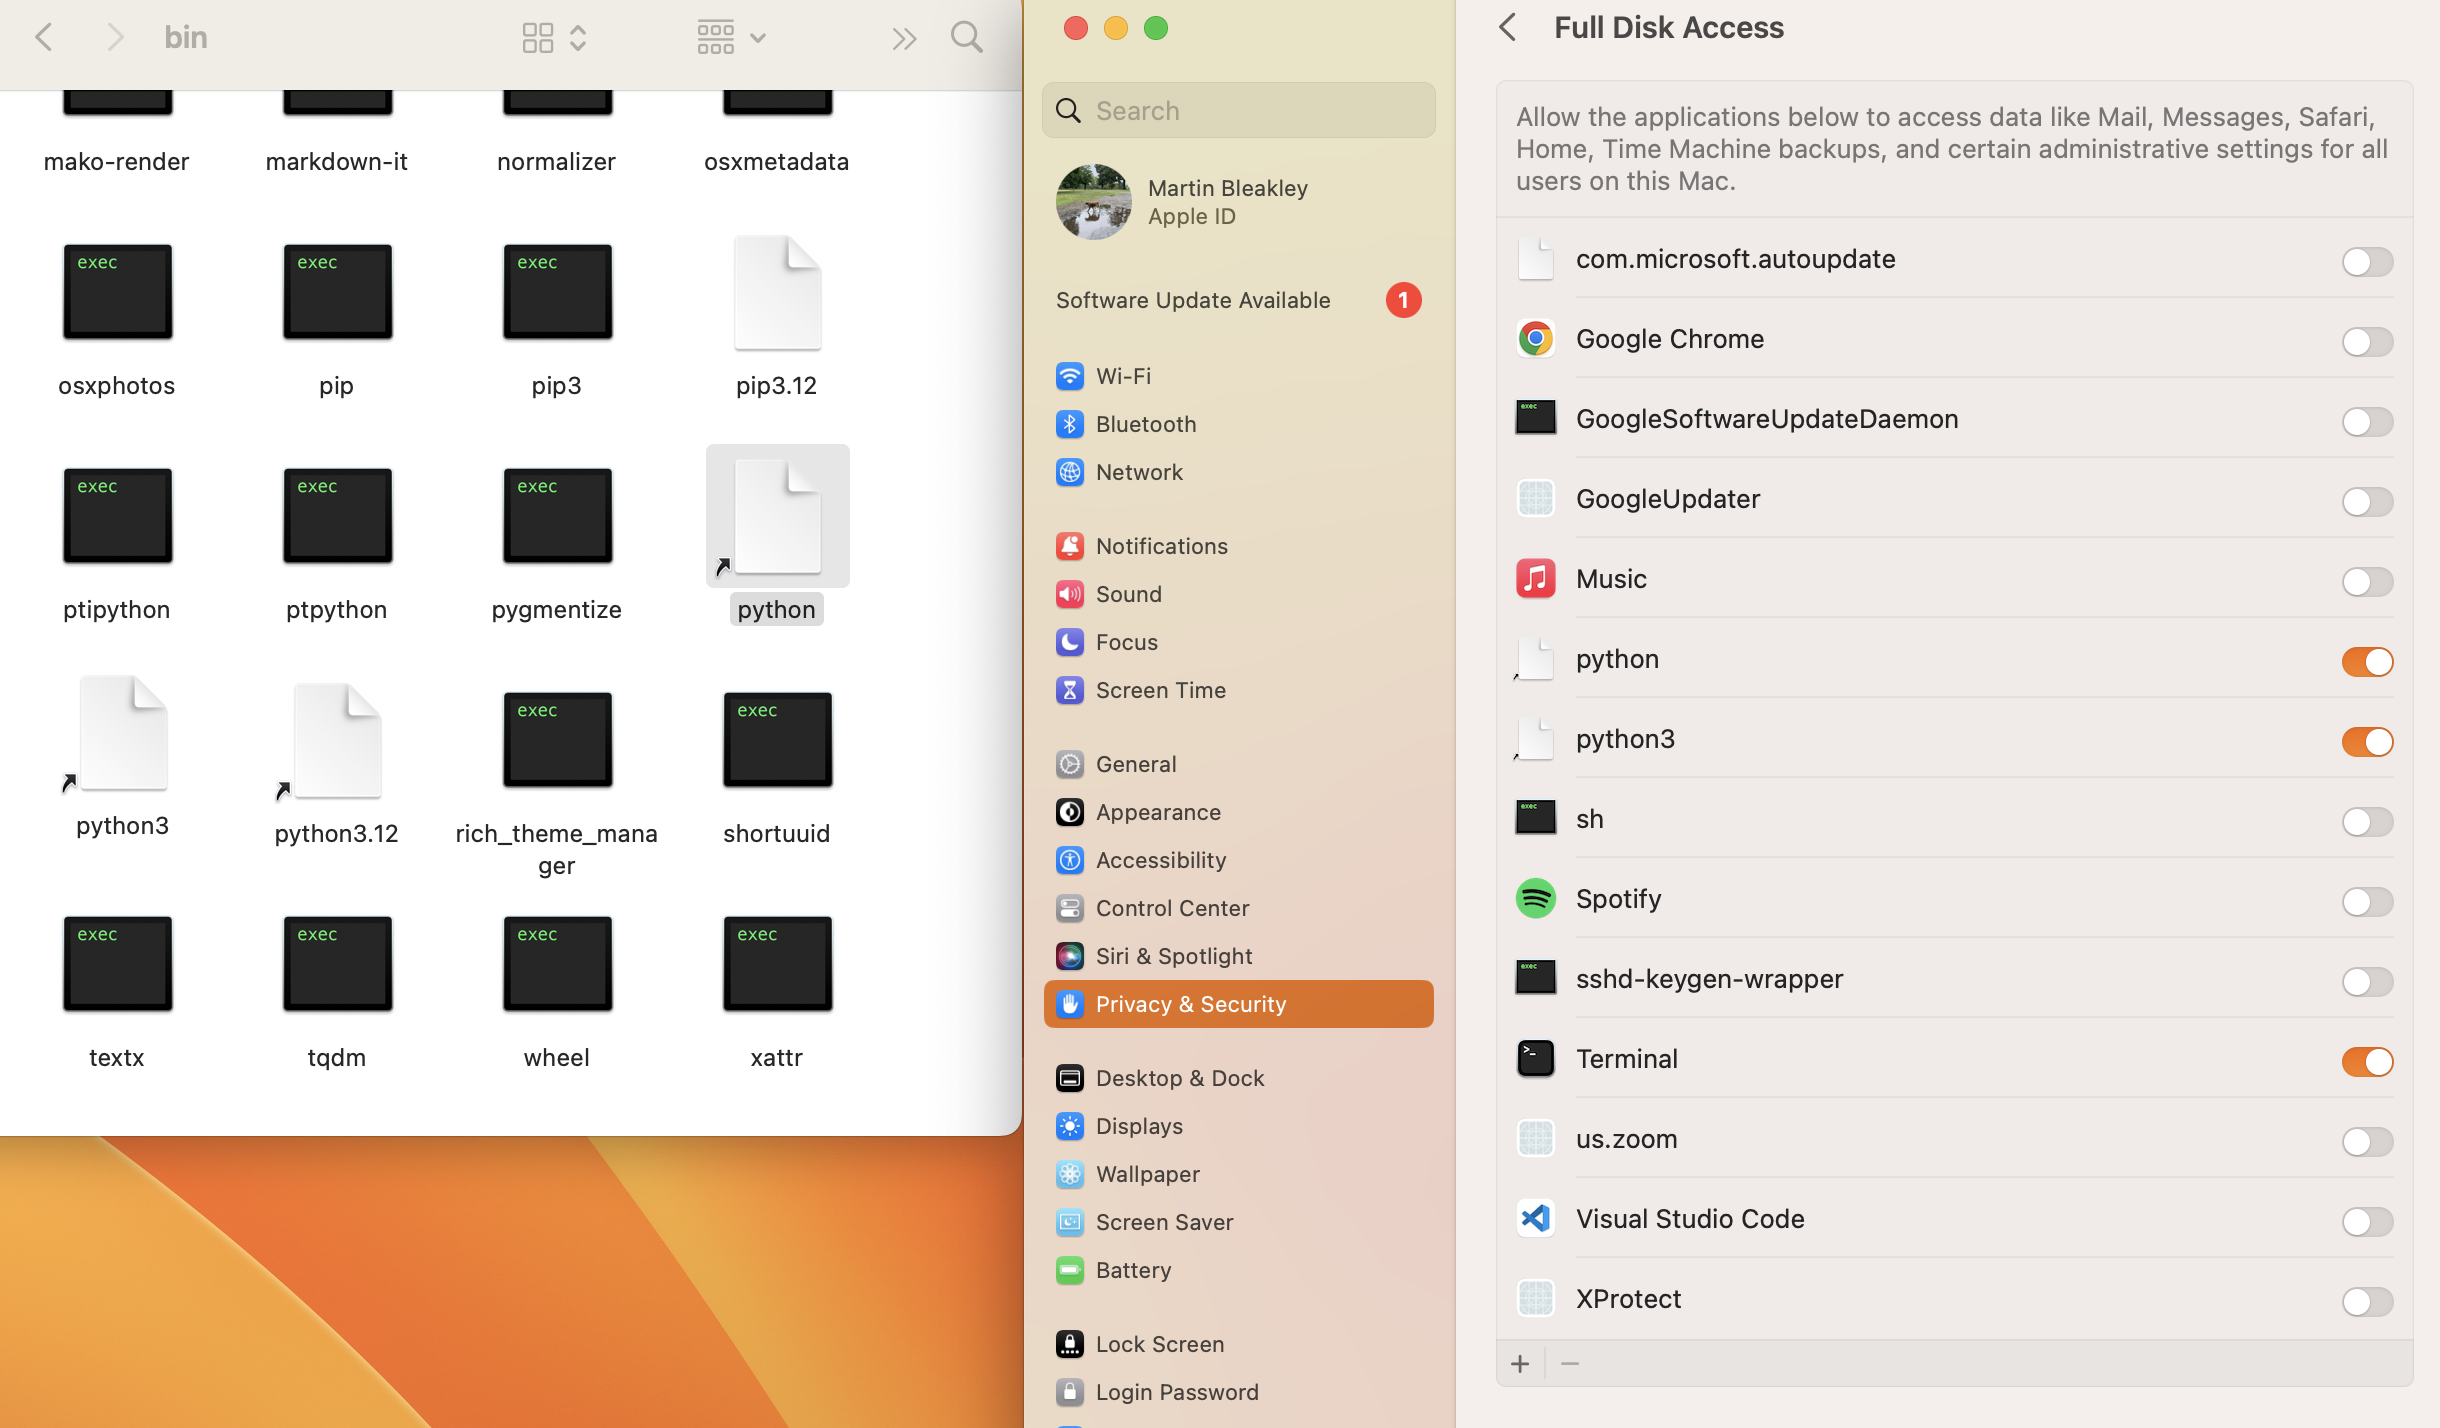 bin
mako-render
markdown-it
normalizer
osxmetadata
exec
exec
exec
osxphotos
pip
pip3
pip3.12
exec
exec
exec
ptipython
ptpython
pygmentize
python
exec
exec
python3
python3.12
rich_theme_mana
ger
shortuuid
exec
exec
exec
exec
textx
tqdm
wheel
xattr
Search
Martin Bleakley
Apple ID
Software Update Available
1
Wi-Fi
Bluetooth
Network
Notifications
Sound
Focus
Screen Time
General
Appearance
Accessibility
Control Center
Siri & Spotlight
Privacy & Security
Desktop & Dock
Displays
Wallpaper
Screen Saver
Battery
Lock Screen
Login Password
Full Disk Access
Allow the applications below to access data like Mail, Messages, Safari,
Home, Time Machine backups, and certain administrative settings for all
users on this Mac.
com.microsoft.autoupdate
Google Chrome
exec
GoogleSoftwareUpdateDaemon
GoogleUpdater
Music
python
python3
exec
sh
Spotify
exec
sshd-keygen-wrapper
Terminal
us.zoom
Visual Studio Code
XProtect